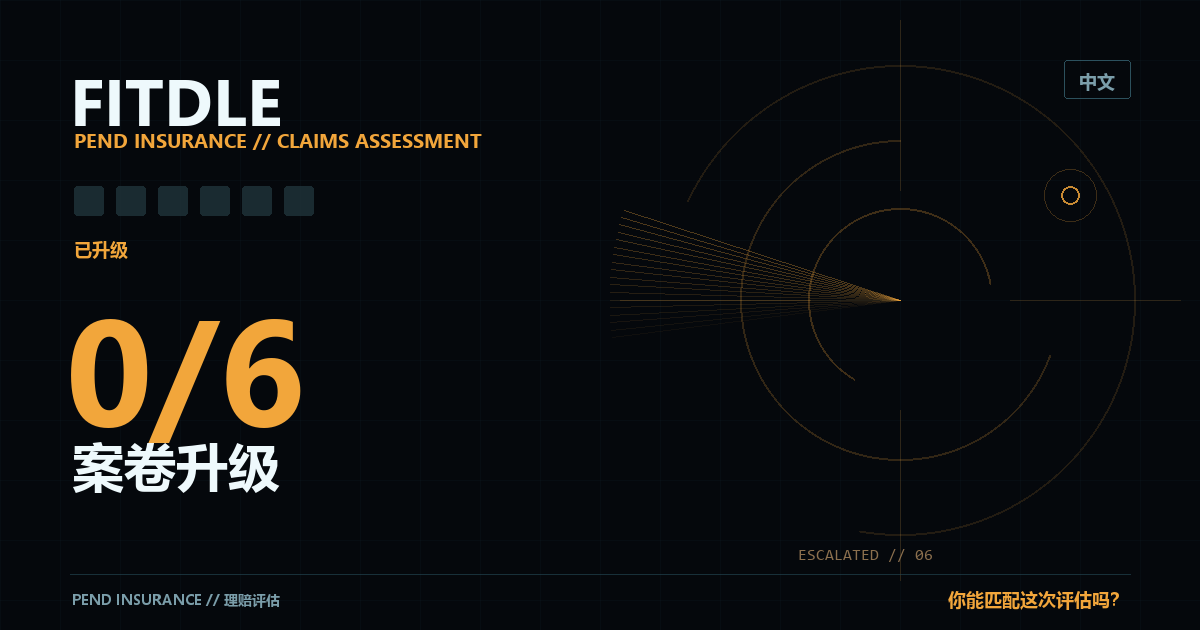 FITDLE
中文
PEND INSURANCE // CLAIMS ASSESSMENT
已升级
0/6
案卷升级
ESCALATED // 06
PEND INSURANCE // 理赔评估
你能匹配这次评估吗?